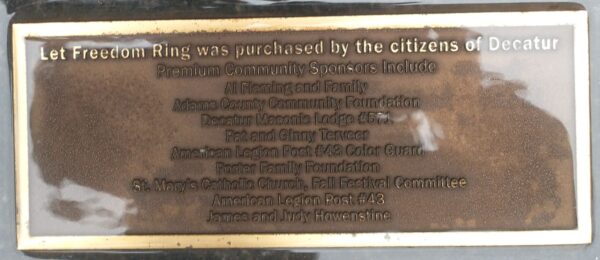 Let Freedom Ring was purchased by the citizens of Decatur
Premium Community Sponsors Include
Al Fleming and Family
Adams County Community Foundation
Decatur Masonic Lodge #571
Pat and Ginny Terveer
American Legion Post #43 Color Guard
Foster Family Foundation
St. Mary's Catholic Church, Fall Festival Committee
American Legion Post #43
James and Judy Howenstine